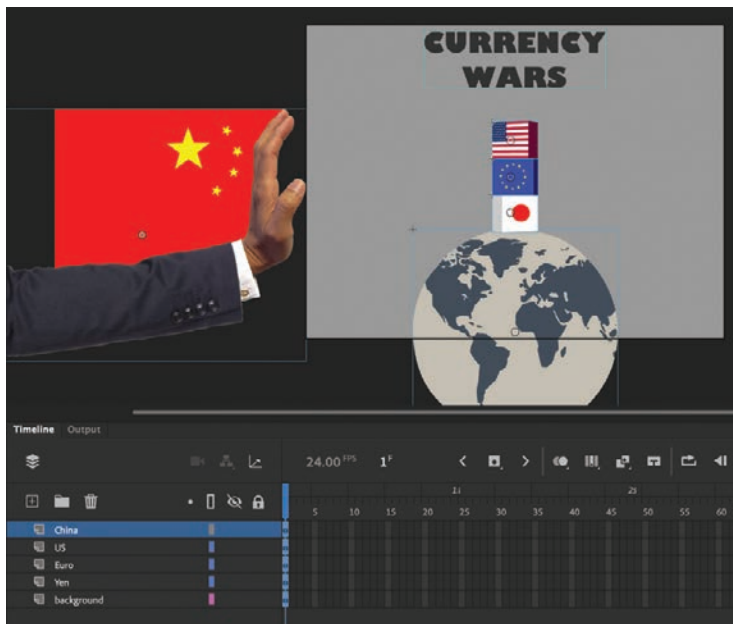 CURRENCY
WARS
Timeline Output
24.00 FPS 1 F
1s 2s
5 10 15 20 25 30 35 40 45 50 55 60
China
US
Euro
Yen
background